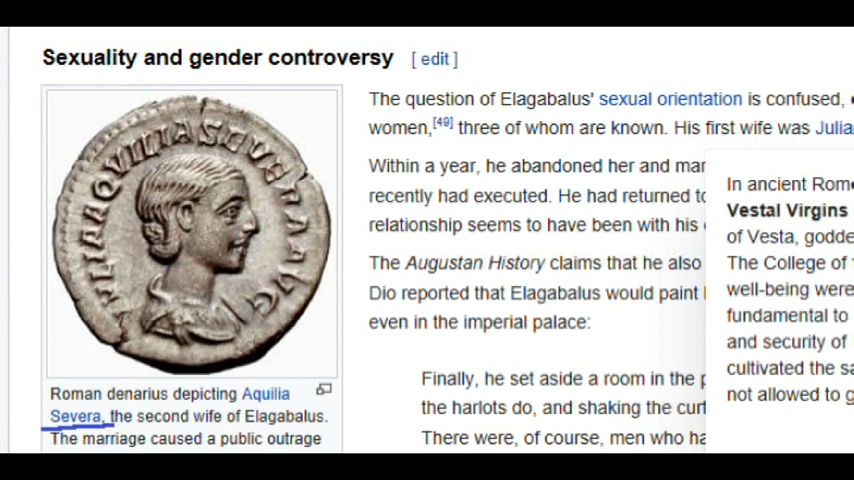 Sexuality and gender controversy [ edit ]
IVLIA AQVILIA SEVERA AVG
Roman denarius depicting Aquilia
Severa, the second wife of Elagabalus.
The marriage caused a public outrage
The question of Elagabalus' sexual orientation is confused,
women,[49] three of whom are known. His first wife was Julia
Within a year, he abandoned her and mar
recently had executed. He had returned to
relationship seems to have been with his
The Augustan History claims that he also
Dio reported that Elagabalus would paint
even in the imperial palace:
Finally, he set aside a room in the p
the harlots do, and shaking the curt
There were, of course, men who ha
In ancient Rom
Vestal Virgins
of Vesta, godde
The College of
well-being were
fundamental to
and security of
cultivated the sa
not allowed to g